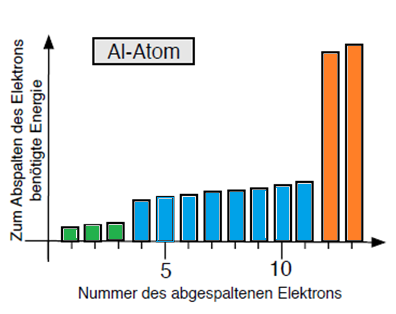 Al-Atom
Zum Abspalten des Elektrons
benötigte Energie
5
10
Nummer des abgespaltenen Elektrons